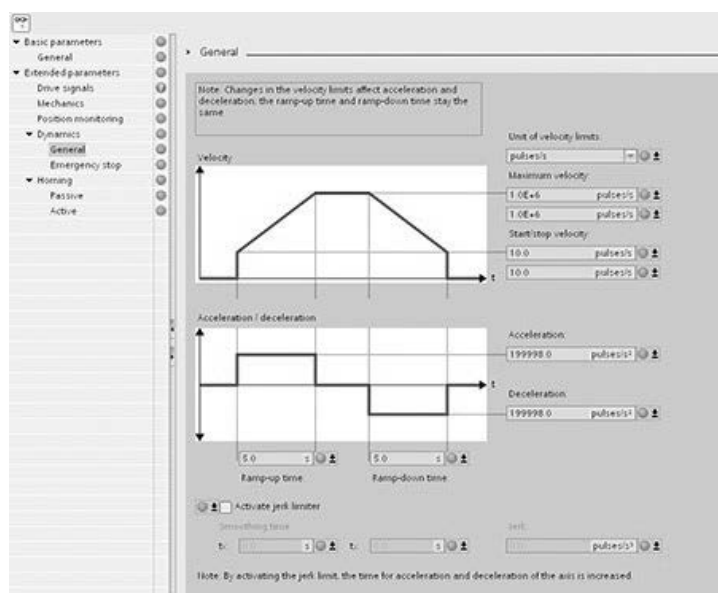 Basic parameters
General
Extended parameters
Drive signals
Mechanics
Position monitoring
Dynamics
General
Emergency stop
Homing
Passive
Active
General
Note: Changes in the velocity limits affect acceleration and
deceleration, the ramp-up time and ramp-down time stay the
same
Unit of velocity limits:
pulses/s
Velocity
Maximum velocity:
1.0E+6 pulses/s
1.0E+6 pulses/s
Start/stop velocity:
10.0 pulses/s
10.0 pulses/s
t
Acceleration / deceleration
Acceleration:
199998.0 pulses/s²
t
Deceleration:
199998.0 pulses/s²
5.0 s 5.0 s
Ramp-up time: Ramp-down time:
Activate jerk limiter
Smoothing time Jerk:
s s pulses/s³
Note: By activating the jerk limit, the time for acceleration and deceleration of the axis is increased